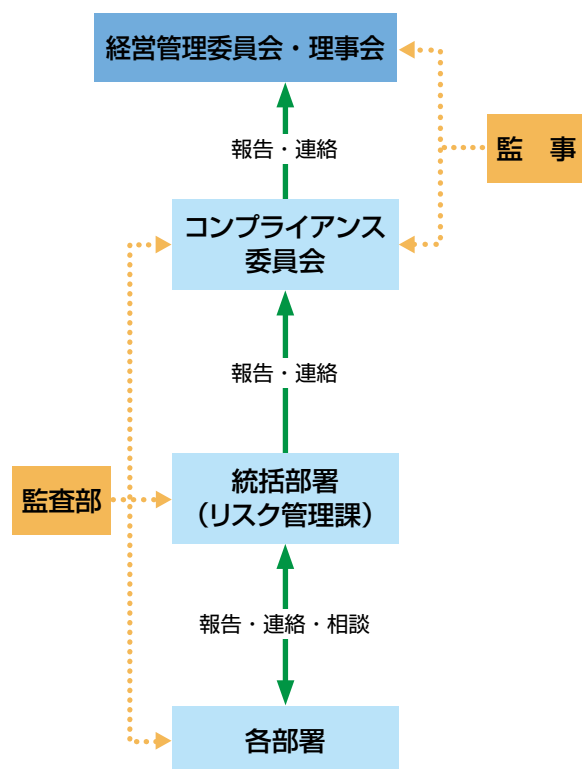 経営管理委員会・理事会
報告・連絡
監　事
コンプライアンス
委員会
報告・連絡
監査部
統括部署
（リスク管理課）
報告・連絡・相談
各部署